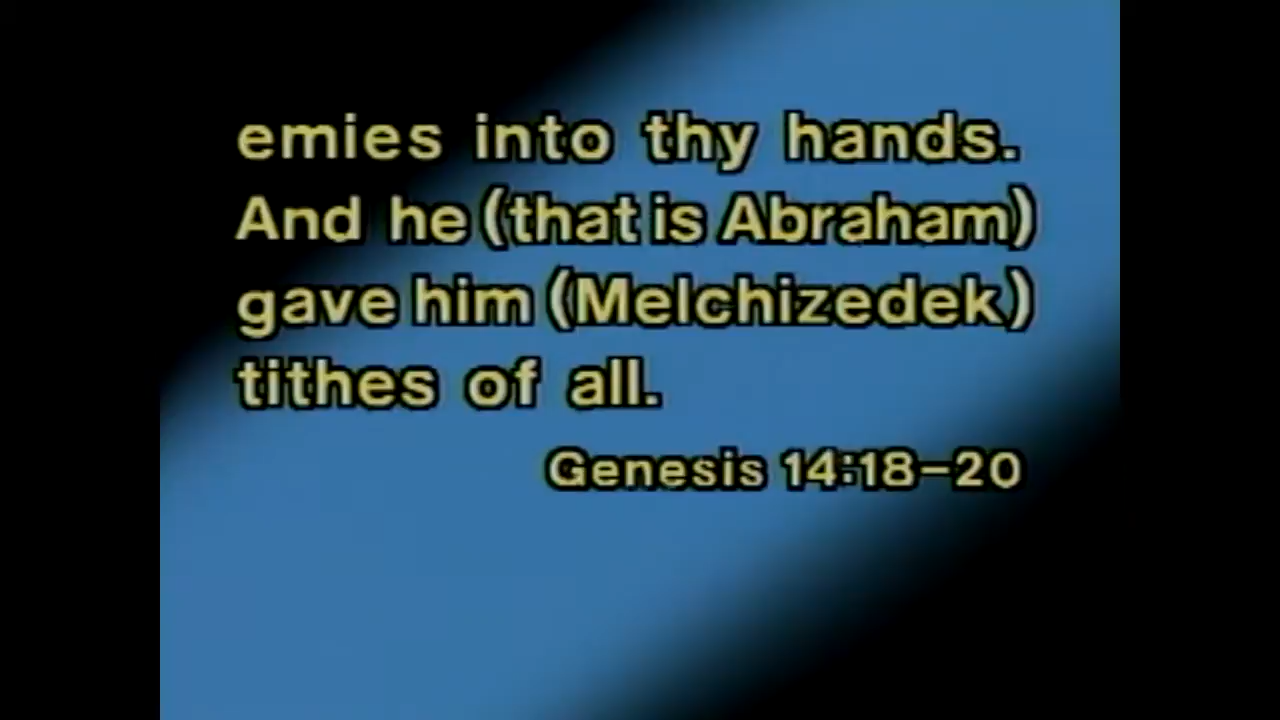 emies into thy hands.
And he (that is Abraham)
gave him (Melchizedek)
tithes of all.
Genesis 14:18-20